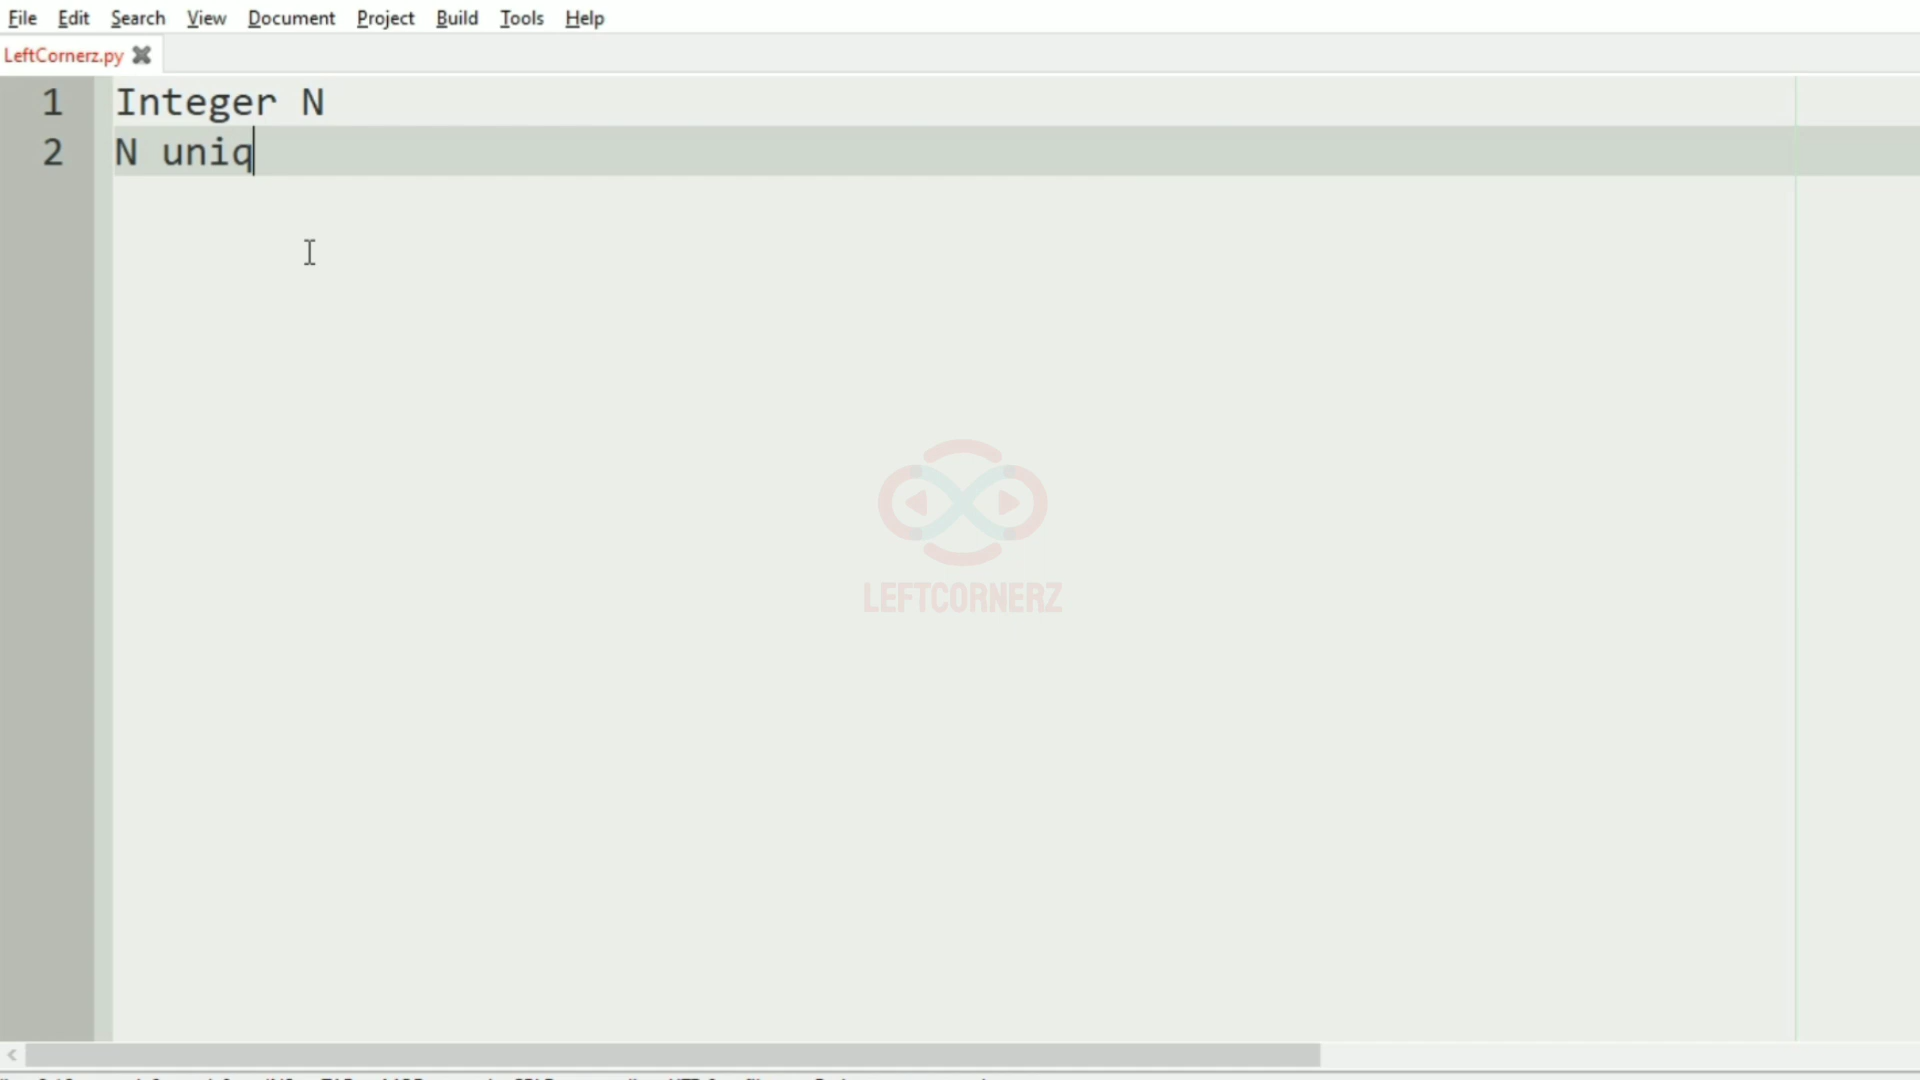 File Edit Search View Document Project Build Tools Help
LeftCornerz.py
1 Integer N
2 N uniq
LEFTCORNERZ